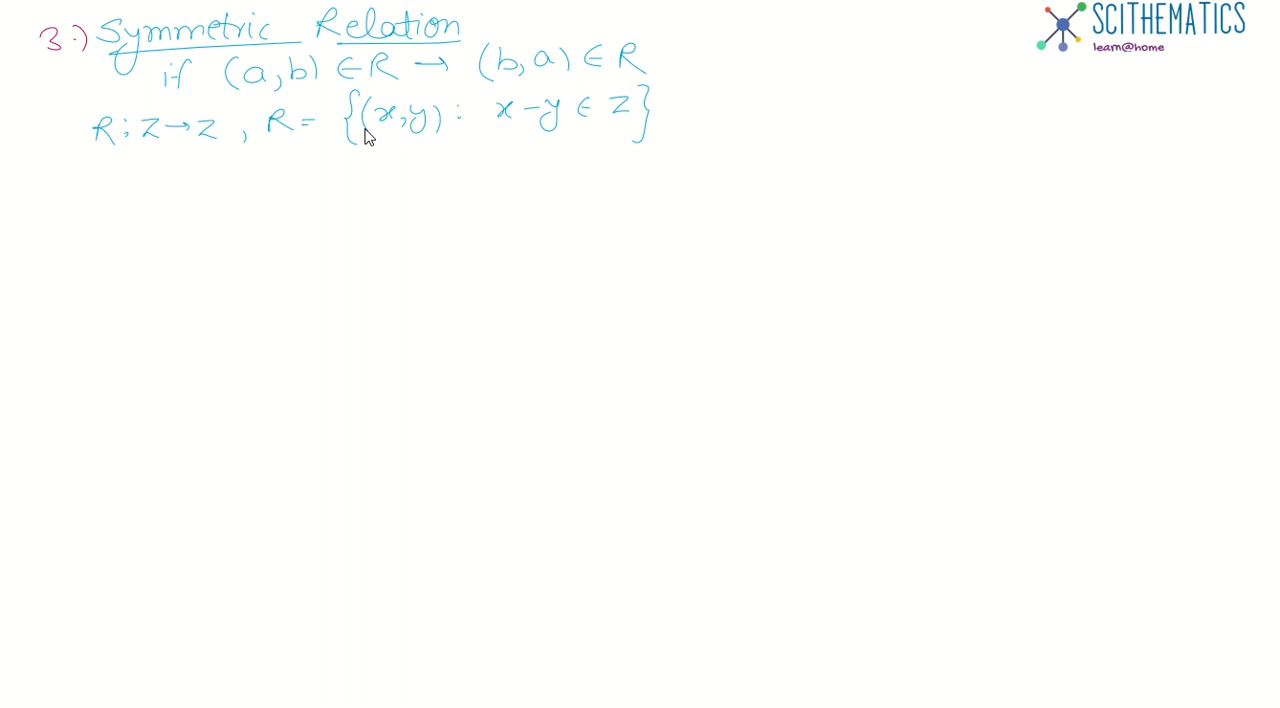 SCITHEMATICS
learn@home
3.) Symmetric Relation
if (a,b) ∈ R → (b,a) ∈ R
R : Z→Z , R = {(x,y) : x-y ∈ Z}